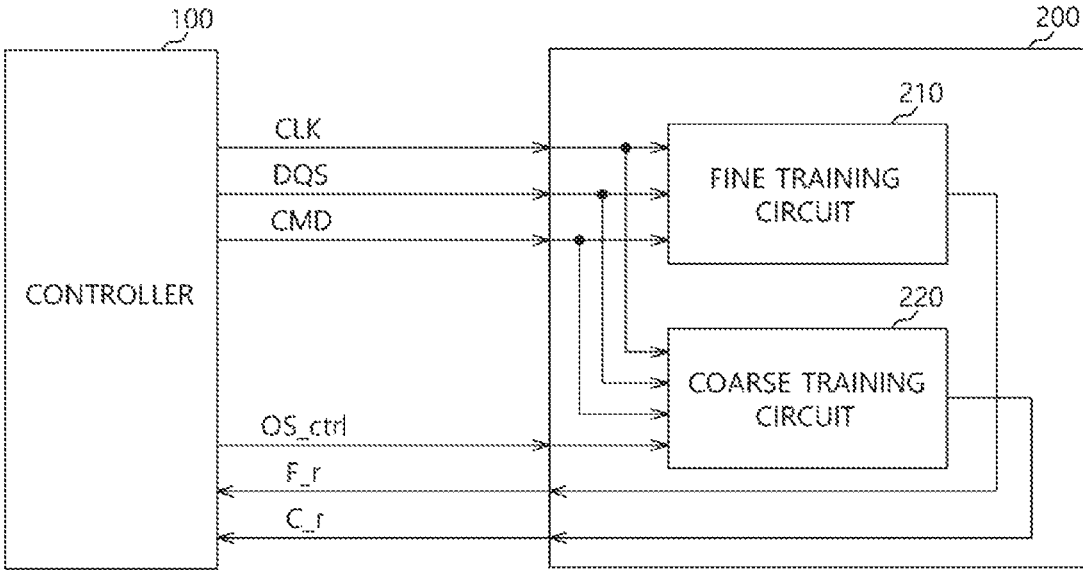 100
200
210
CLK
FINE TRAINING
CIRCUIT
DQS
CMD
CONTROLLER
220
COARSE TRAINING
CIRCUIT
OS_ctrl
F_r
C_r